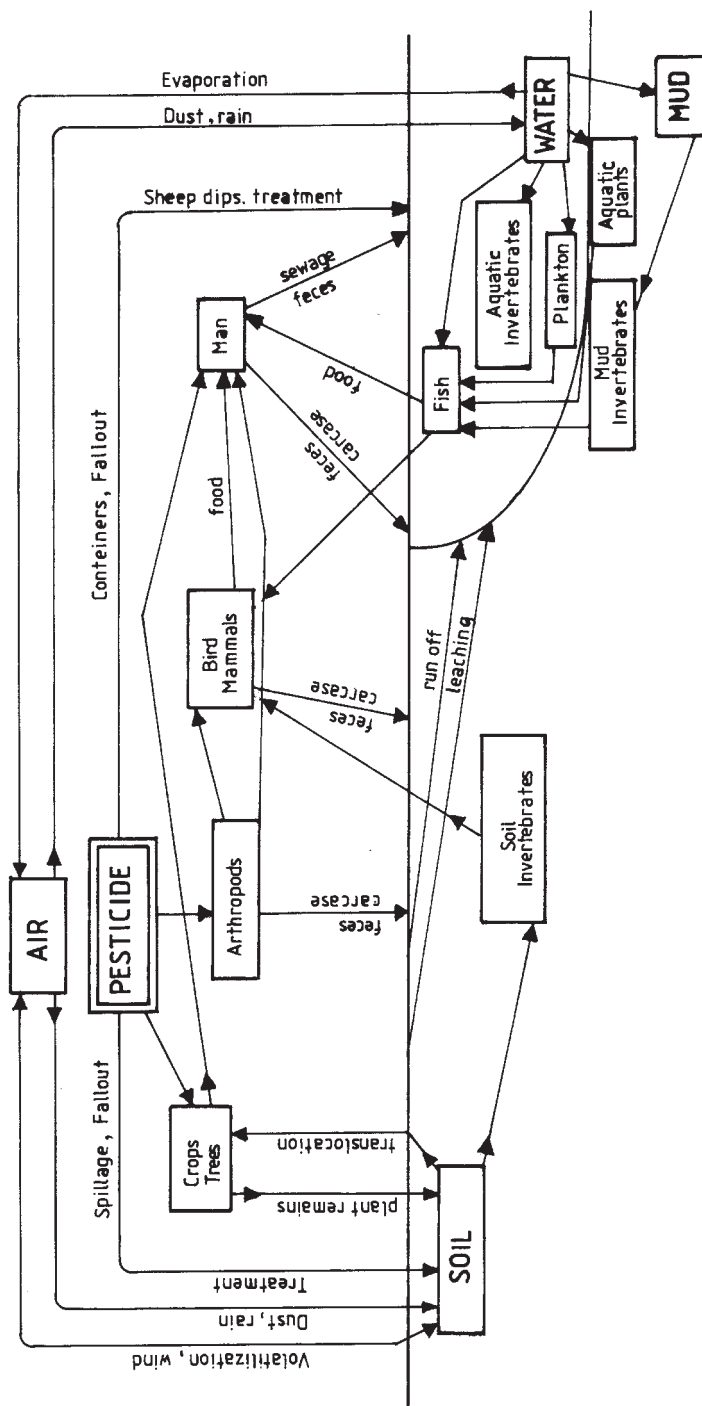 AIR
Volatilization, wind
Dust, rain
Evaporation
Dust, rain
PESTICIDE
Spillage, Fallout
Treatment
Conteiners, Fallout
Sheep dips. treatment
Crops
Trees
plant remains
translocation
Arthropods
feces
carcase
Bird
Mammals
feces
carcase
food
Man
feces
carcase
food
sewage
feces
SOIL
Soil
Invertebrates
run off
leaching
Fish
Aquatic
Invertebrates
Plankton
WATER
Mud
Invertebrates
Aquatic
plants
MUD